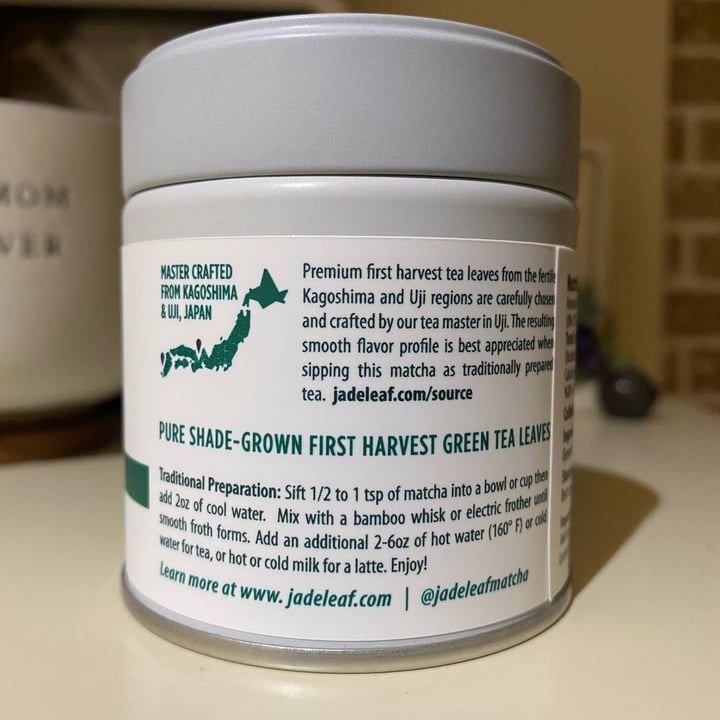 MOM
VER
MASTER CRAFTED
FROM KAGOSHIMA
& UJI, JAPAN
Premium first harvest tea leaves from the fertile
Kagoshima and Uji regions are carefully chosen
and crafted by our tea master in Uji. The resulting
smooth flavor profile is best appreciated when
sipping this matcha as traditionally prepared
tea. jadeleaf.com/source
PURE SHADE-GROWN FIRST HARVEST GREEN TEA LEAVES
Traditional Preparation: Sift 1/2 to 1 tsp of matcha into a bowl or cup then
add 2oz of cool water. Mix with a bamboo whisk or electric frother until
smooth froth forms. Add an additional 2-6oz of hot water (160° F) or cold
water for tea, or hot or cold milk for a latte. Enjoy!
Learn more at www. jadeleaf.com | @jadeleafmatcha